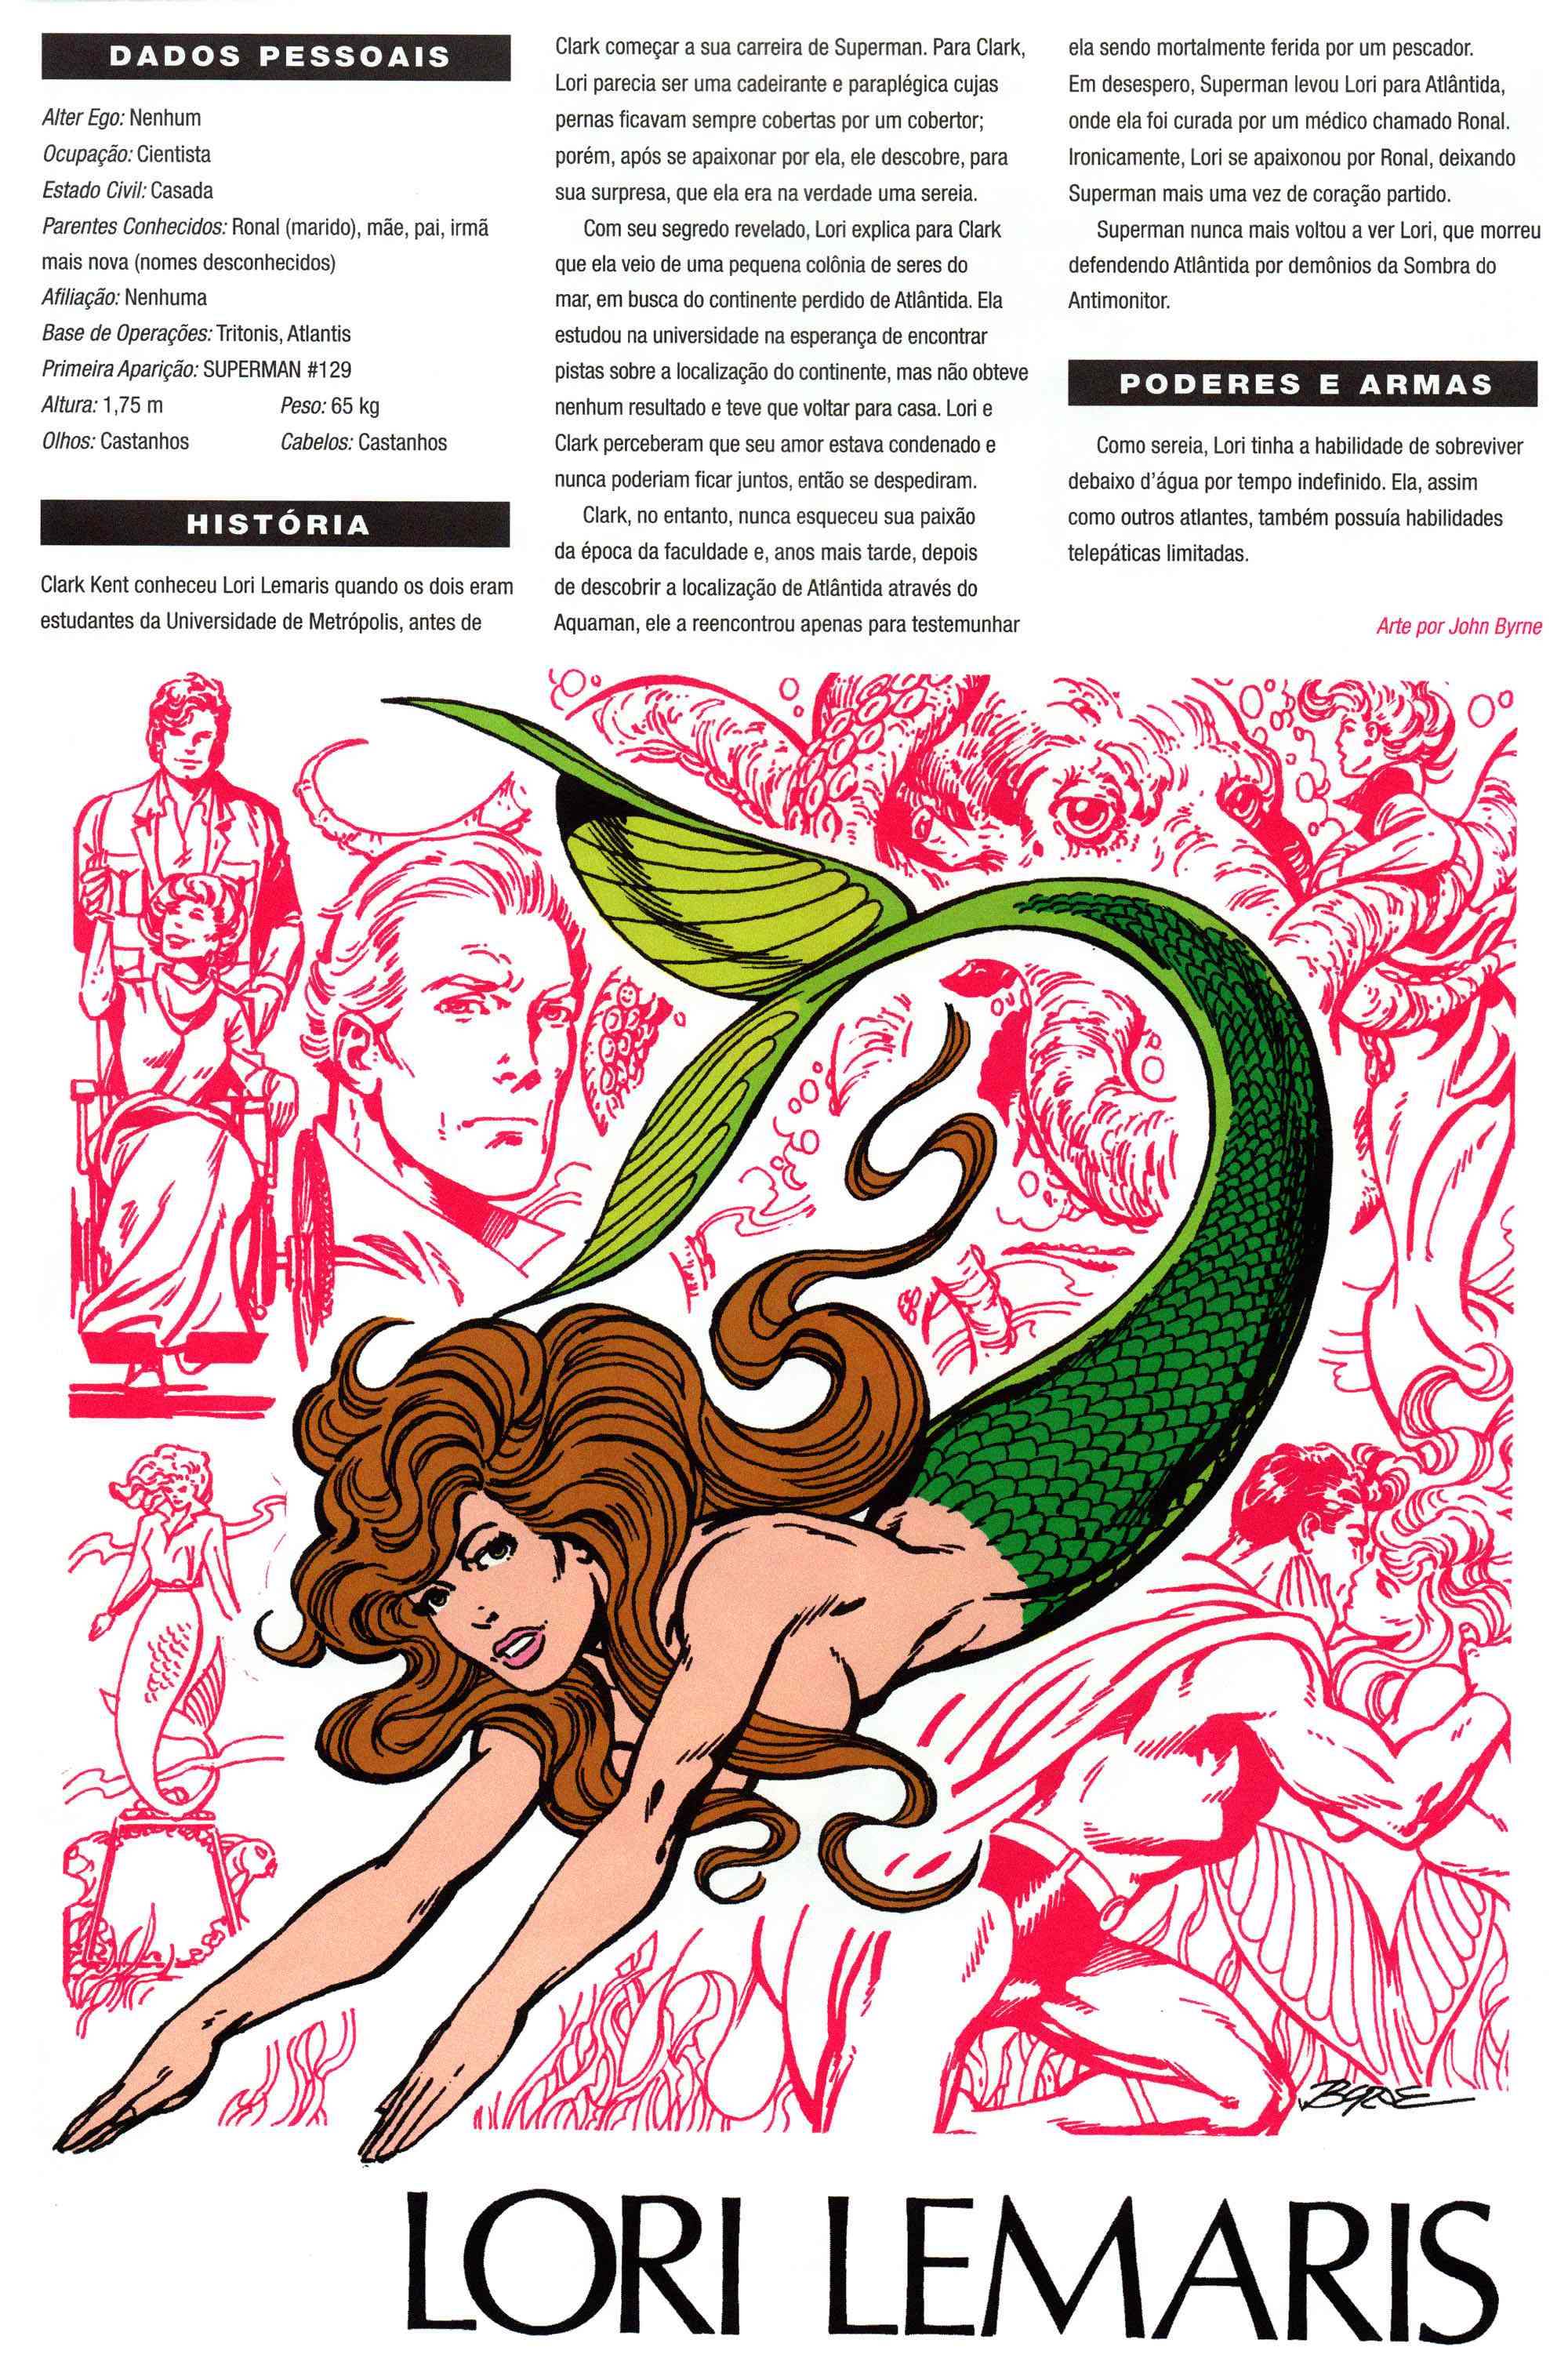 DADOS PESSOAIS
Alter Ego: Nenhum
Ocupação: Cientista
Estado Civil: Casada
Parentes Conhecidos: Ronal (marido), mãe, pai, irmã
mais nova (nomes desconhecidos)
Afiliação: Nenhuma
Base de Operações: Tritonis, Atlantis
Primeira Aparição: SUPERMAN #129
Altura: 1,75 m Peso: 65 kg
Olhos: Castanhos Cabelos: Castanhos
HISTÓRIA
Clark Kent conheceu Lori Lemaris quando os dois eram
estudantes da Universidade de Metrópolis, antes de
Clark começar a sua carreira de Superman. Para Clark,
Lori parecia ser uma cadeirante e paraplégica cujas
pernas ficavam sempre cobertas por um cobertor;
porém, após se apaixonar por ela, ele descobre, para
sua surpresa, que ela era na verdade uma sereia.
Com seu segredo revelado, Lori explica para Clark
que ela veio de uma pequena colônia de seres do
mar, em busca do continente perdido de Atlântida. Ela
estudou na universidade na esperança de encontrar
pistas sobre a localização do continente, mas não obteve
nenhum resultado e teve que voltar para casa. Lori e
Clark perceberam que seu amor estava condenado e
nunca poderiam ficar juntos, então se despediram.
Clark, no entanto, nunca esqueceu sua paixão
da época da faculdade e, anos mais tarde, depois
de descobrir a localização de Atlântida através do
Aquaman, ele a reencontrou apenas para testemunhar
ela sendo mortalmente ferida por um pescador.
Em desespero, Superman levou Lori para Atlântida,
onde ela foi curada por um médico chamado Ronal.
Ironicamente, Lori se apaixonou por Ronal, deixando
Superman mais uma vez de coração partido.
Superman nunca mais voltou a ver Lori, que morreu
defendendo Atlântida por demônios da Sombra do
Antimonitor.
PODERES E ARMAS
Como sereia, Lori tinha a habilidade de sobreviver
debaixo d'água por tempo indefinido. Ela, assim
como outros atlantes, também possuía habilidades
telepáticas limitadas.
Arte por John Byrne
BYRNE
LORI LEMARIS